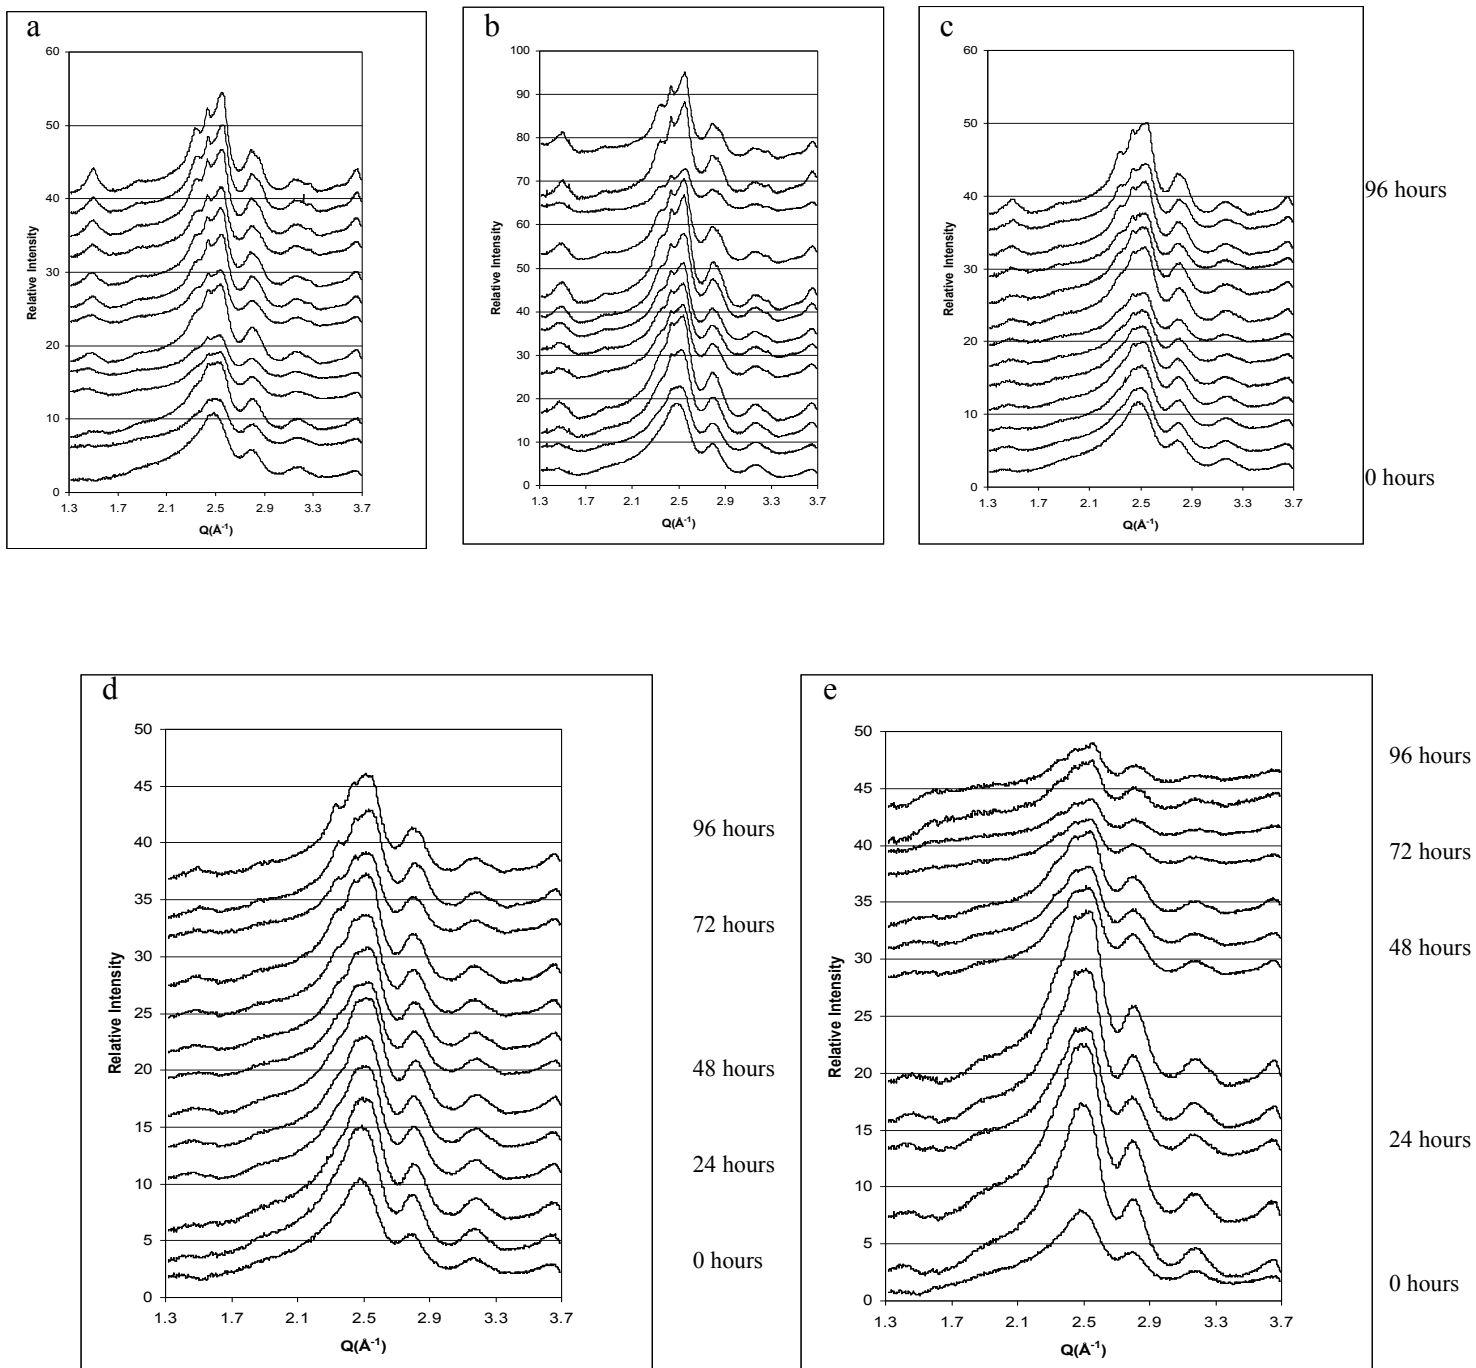 a
60
50
40
30
20
10
0
Relative Intensity
1.3 1.7 2.1 2.5 2.9 3.3 3.7
Q(Å-1)
b
100
90
80
70
60
50
40
30
20
10
0
Relative Intensity
1.3 1.7 2.1 2.5 2.9 3.3 3.7
Q(Å-1)
c
60
50
40
30
20
10
0
Relative Intensity
1.3 1.7 2.1 2.5 2.9 3.3 3.7
Q(Å-1)
96 hours
0 hours
d
50
45
40
35
30
25
20
15
10
5
0
Relative Intensity
1.3 1.7 2.1 2.5 2.9 3.3 3.7
Q(Å-1)
96 hours
72 hours
48 hours
24 hours
0 hours
e
50
45
40
35
30
25
20
15
10
5
0
Relative Intensity
1.3 1.7 2.1 2.5 2.9 3.3 3.7
Q(Å-1)
96 hours
72 hours
48 hours
24 hours
0 hours